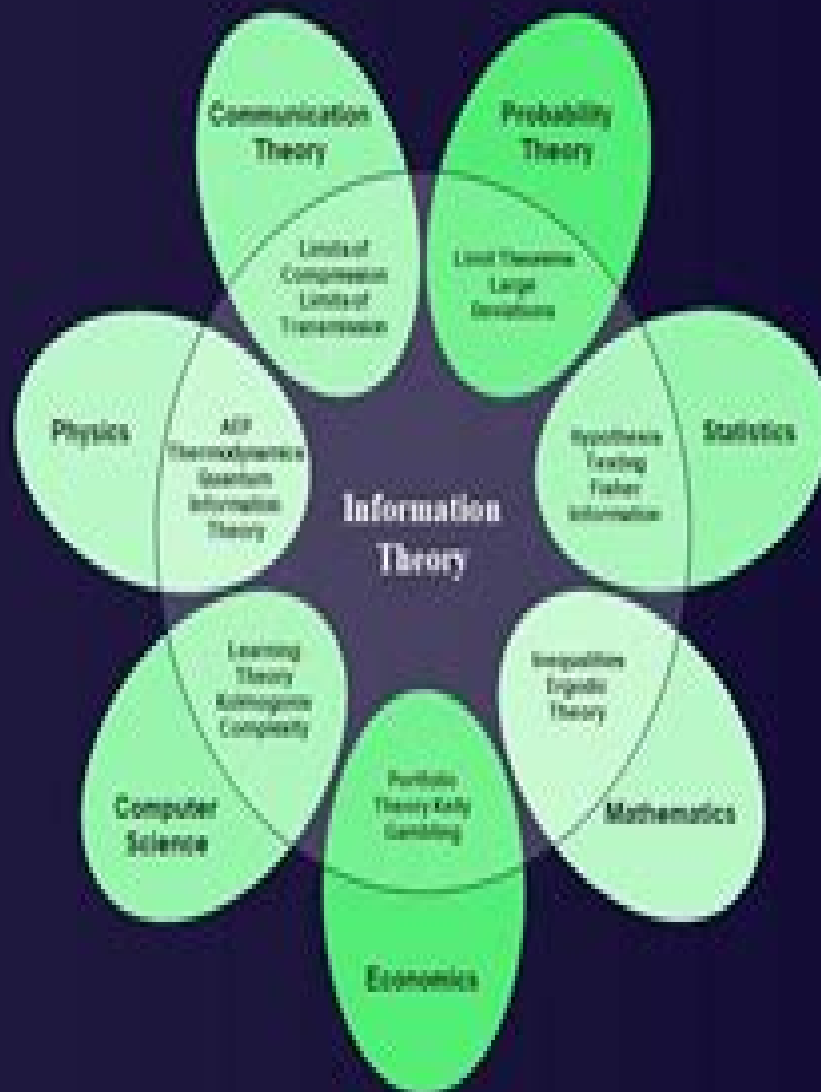 Communication
Theory
Probability
Theory
Limits of
Compression
Limits of
Transmission
Limit Theorems
Large
Deviations
Physics
AEP
Thermodynamics
Quantum
Information
Theory
Information
Theory
Hypothesis
Testing
Fisher
Information
Statistics
Learning
Theory
Kolmogorov
Complexity
Inequalities
Ergodic
Theory
Computer
Science
Portfolio
Theory Kelly
Gambling
Mathematics
Economics